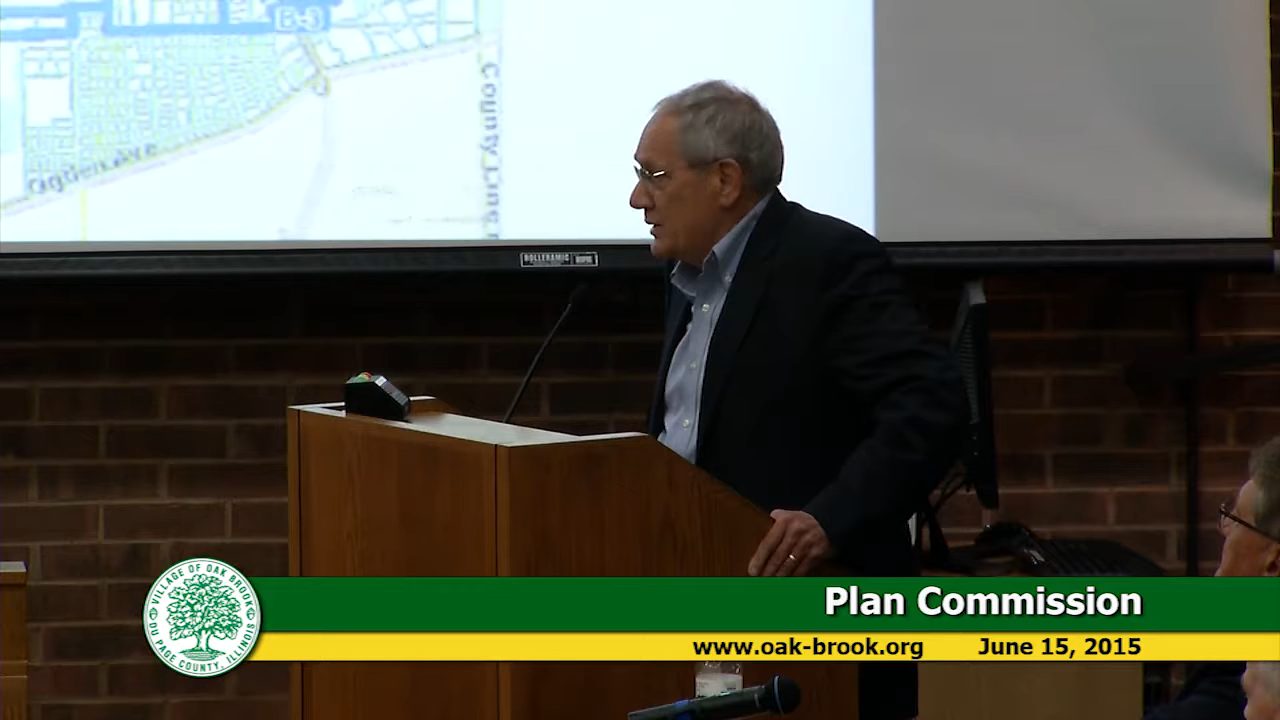 B-3
County Line
Ogden Ave
ROLLERAMIC
VILLAGE OF OAK BROOK
DU PAGE COUNTY, ILLINOIS
Plan Commission
www.oak-brook.org June 15, 2015